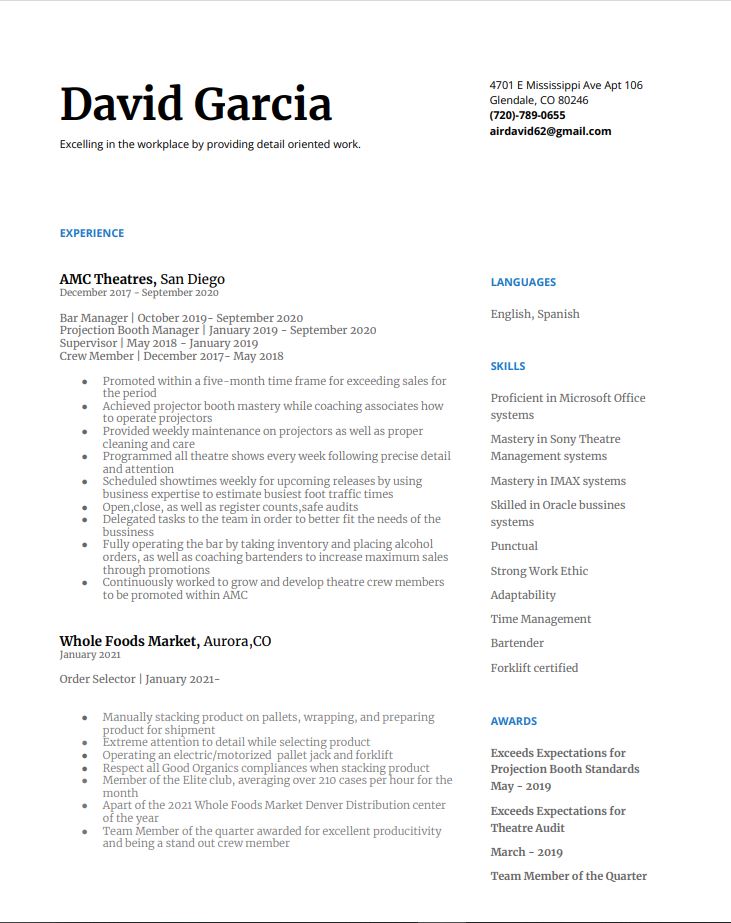 David Garcia
Excelling in the workplace by providing detail oriented work.
4701 E Mississippi Ave Apt 106
Glendale, CO 80246
(720)-789-0655
airdavid62@gmail.com
EXPERIENCE
AMC Theatres, San Diego
December 2017 - September 2020
Bar Manager | October 2019- September 2020
Projection Booth Manager | January 2019 - September 2020
Supervisor | May 2018 - January 2019
Crew Member | December 2017- May 2018
● Promoted within a five-month time frame for exceeding sales for
the period
● Achieved projector booth mastery while coaching associates how
to operate projectors
● Provided weekly maintenance on projectors as well as proper
cleaning and care
● Programmed all theatre shows every week following precise detail
and attention
● Scheduled showtimes weekly for upcoming releases by using
business expertise to estimate busiest foot traffic times
● Open,close, as well as register counts,safe audits
● Delegated tasks to the team in order to better fit the needs of the
bussiness
● Fully operating the bar by taking inventory and placing alcohol
orders, as well as coaching bartenders to increase maximum sales
through promotions
● Continuously worked to grow and develop theatre crew members
to be promoted within AMC
Whole Foods Market, Aurora,CO
January 2021
Order Selector | January 2021-
● Manually stacking product on pallets, wrapping, and preparing
product for shipment
● Extreme attention to detail while selecting product
● Operating an electric/motorized  pallet jack and forklift
● Respect all Good Organics compliances when stacking product
● Member of the Elite club, averaging over 210 cases per hour for the
month
● Apart of the 2021 Whole Foods Market Denver Distribution center
of the year
● Team Member of the quarter awarded for excellent producitivity
and being a stand out crew member
LANGUAGES
English, Spanish
SKILLS
Proficient in Microsoft Office
systems
Mastery in Sony Theatre
Management systems
Mastery in IMAX systems
Skilled in Oracle bussines
systems
Punctual
Strong Work Ethic
Adaptability
Time Management
Bartender
Forklift certified
AWARDS
Exceeds Expectations for
Projection Booth Standards
May - 2019
Exceeds Expectations for
Theatre Audit
March - 2019
Team Member of the Quarter